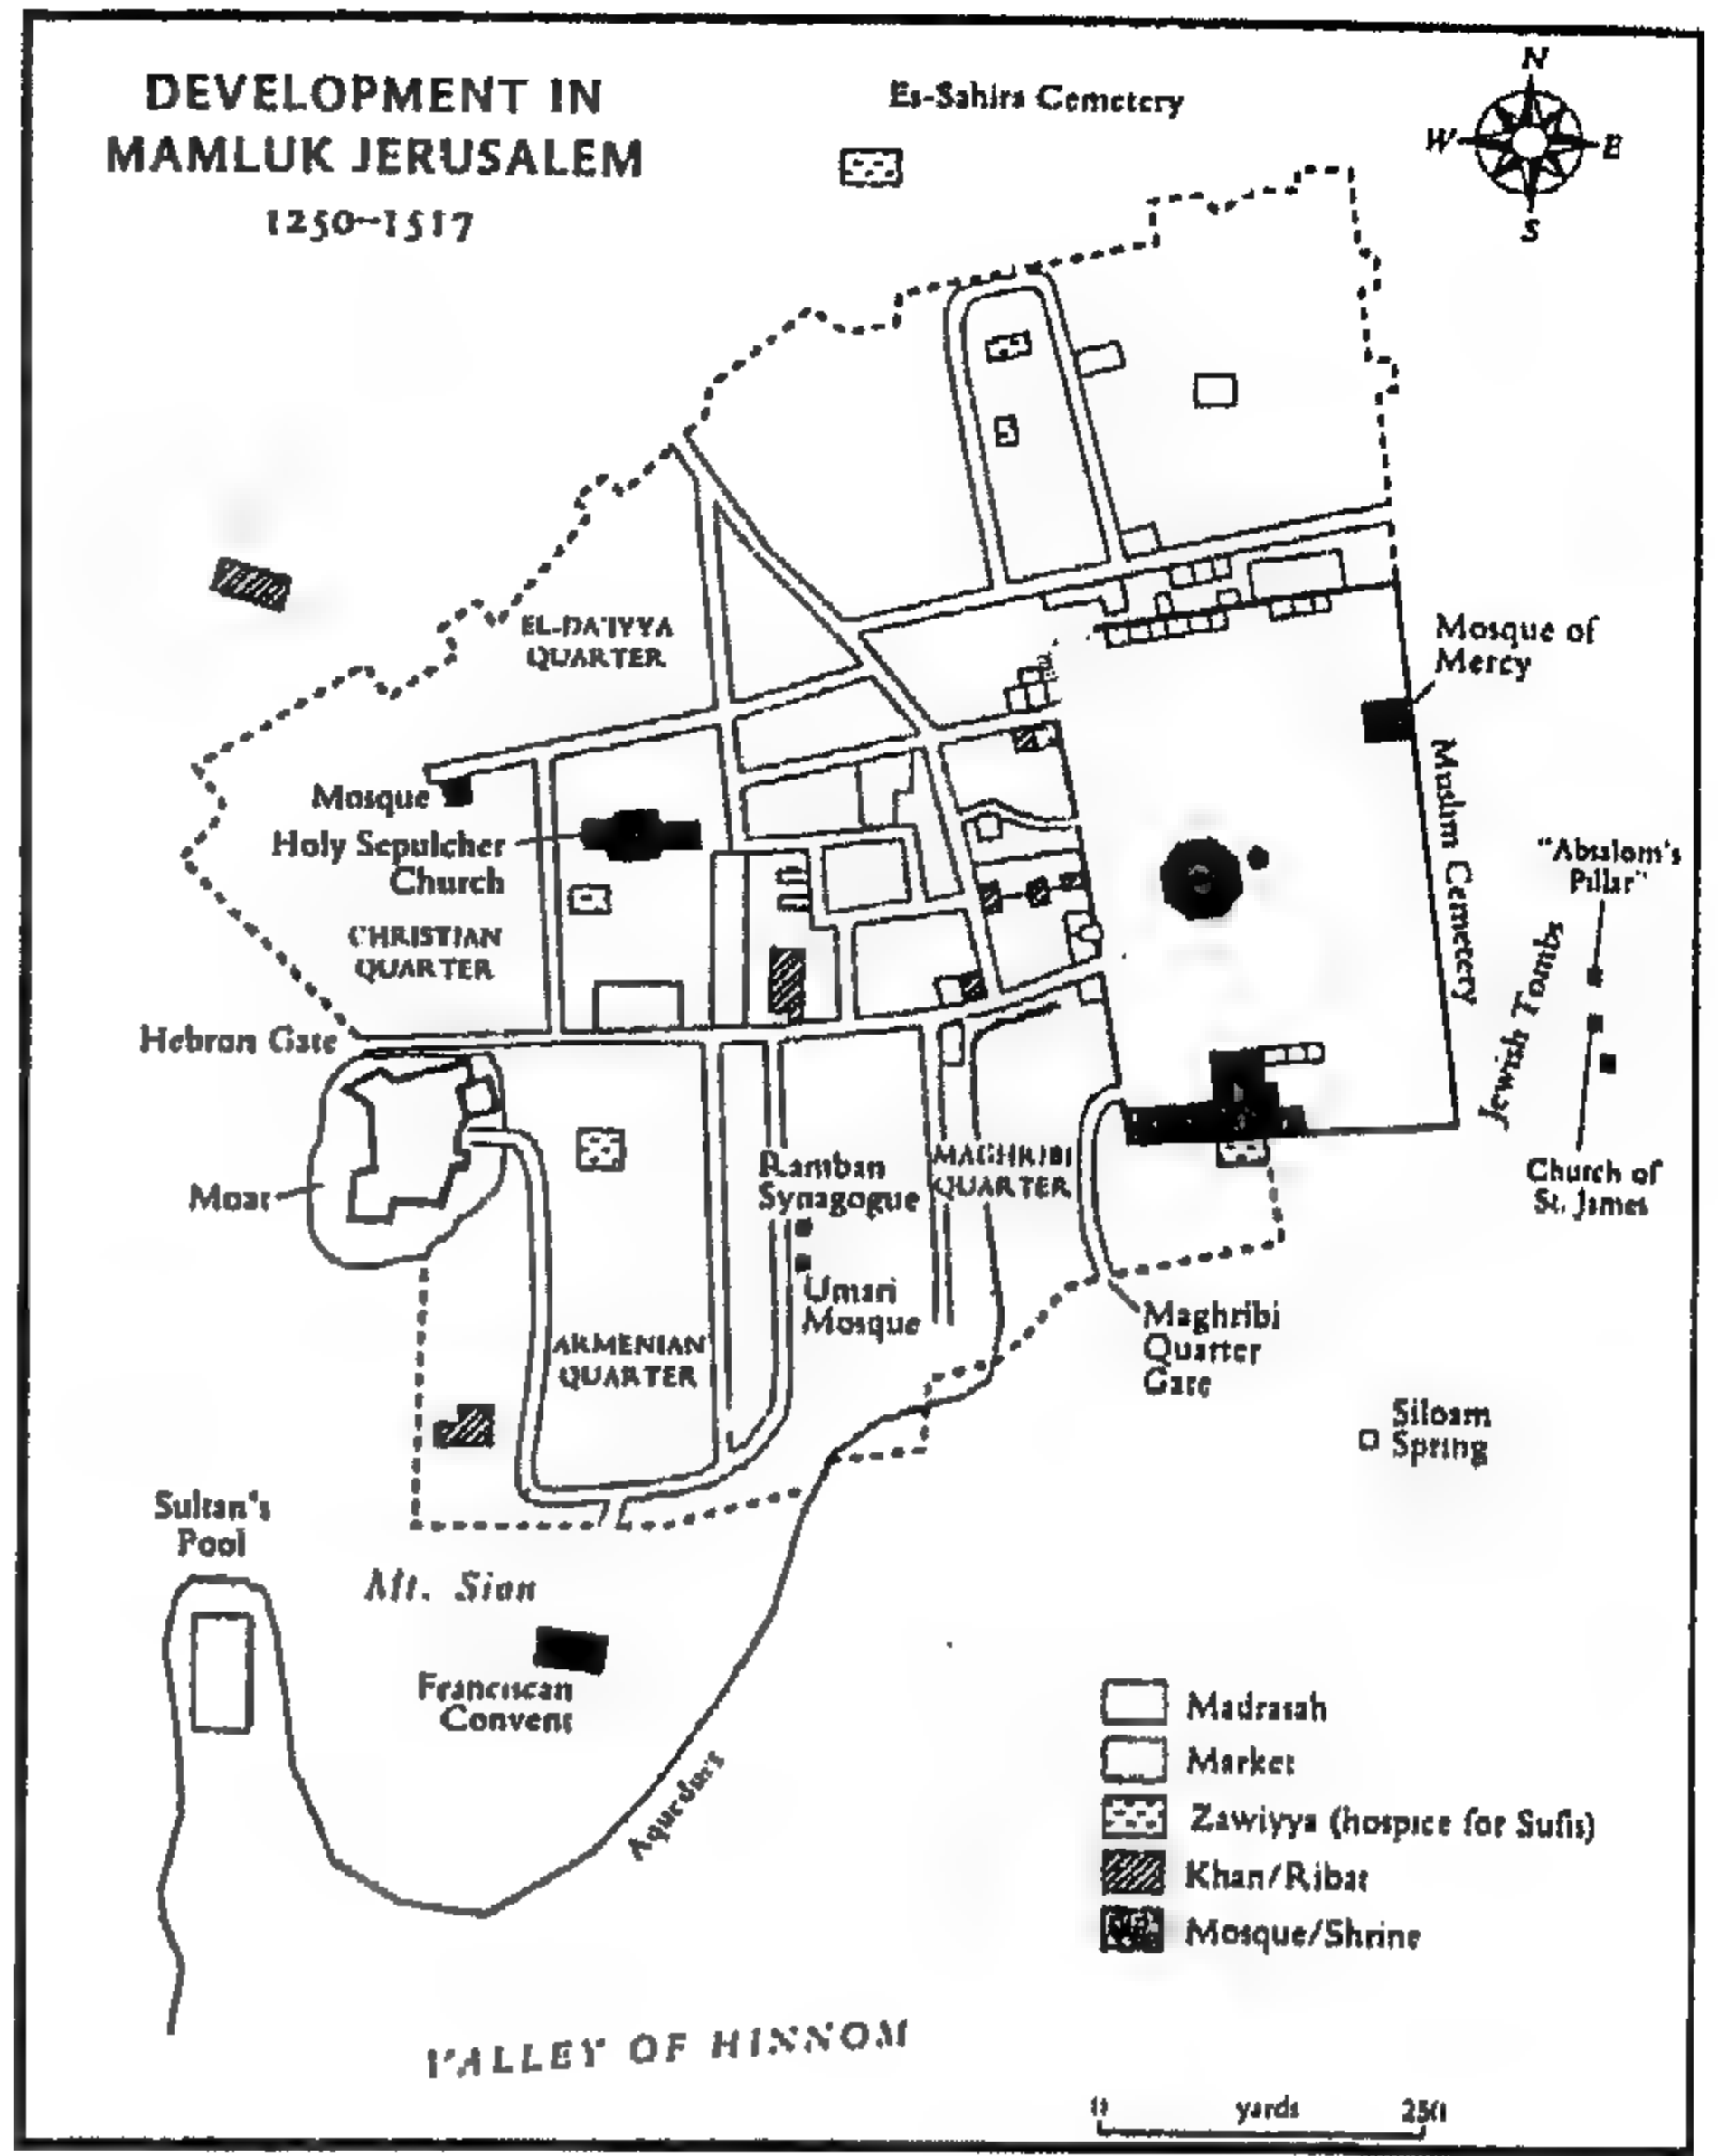 DEVELOPMENT IN
MAMLUK JERUSALEM
1250–1517
Es-Sahira Cemetery
N
W
E
S
EL-DA'IYYA
QUARTER
Mosque of
Mercy
Mosque
Holy Sepulcher
Church
Muslim Cemetery
"Absalom's
Pillar"
CHRISTIAN
QUARTER
Jewish Tombs
Hebron Gate
Moat
Ramban
Synagogue
MAGHRIBI
QUARTER
Church of
St. James
Umari
Mosque
Maghribi
Quarter
Gate
ARMENIAN
QUARTER
Siloam
Spring
Sultan's
Pool
Mt. Sion
Franciscan
Convent
Aqueduct
Madrasah
Market
Zawiyya (hospice for Sufis)
Khan/Ribat
Mosque/Shrine
VALLEY OF HINNOM
0 yards 250